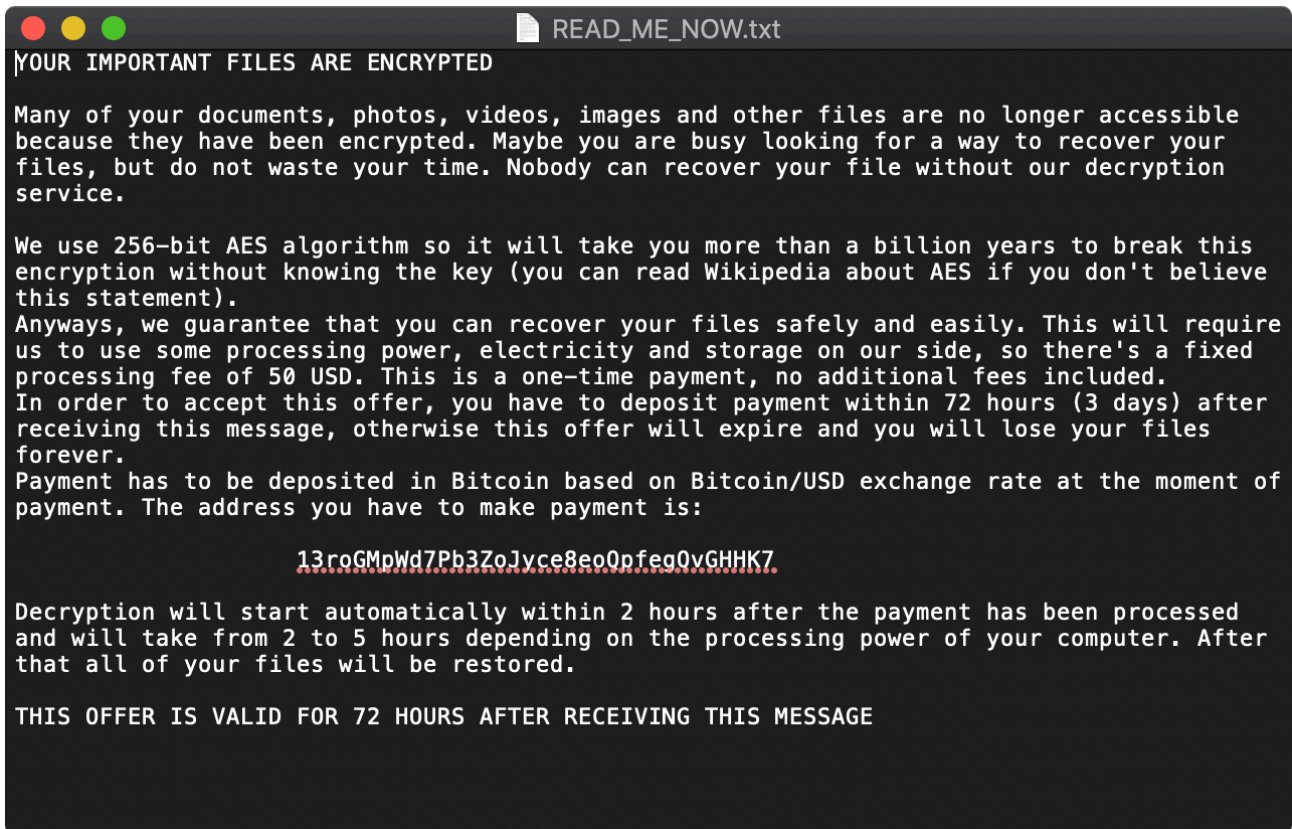 READ_ME_NOW.txt
YOUR IMPORTANT FILES ARE ENCRYPTED
Many of your documents, photos, videos, images and other files are no longer accessible
because they have been encrypted. Maybe you are busy looking for a way to recover your
files, but do not waste your time. Nobody can recover your file without our decryption
service.
We use 256-bit AES algorithm so it will take you more than a billion years to break this
encryption without knowing the key (you can read Wikipedia about AES if you don't believe
this statement).
Anyways, we guarantee that you can recover your files safely and easily. This will require
us to use some processing power, electricity and storage on our side, so there's a fixed
processing fee of 50 USD. This is a one-time payment, no additional fees included.
In order to accept this offer, you have to deposit payment within 72 hours (3 days) after
receiving this message, otherwise this offer will expire and you will lose your files
forever.
Payment has to be deposited in Bitcoin based on Bitcoin/USD exchange rate at the moment of
payment. The address you have to make payment is:
13roGMpWd7Pb3ZoJyce8eoQpfegQvGHHK7
Decryption will start automatically within 2 hours after the payment has been processed
and will take from 2 to 5 hours depending on the processing power of your computer. After
that all of your files will be restored.
THIS OFFER IS VALID FOR 72 HOURS AFTER RECEIVING THIS MESSAGE